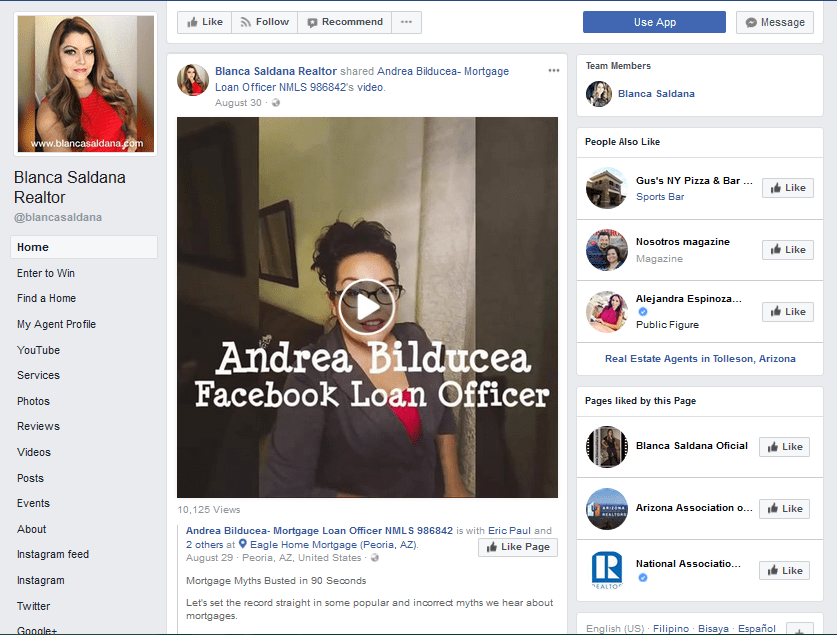 www.blancasaldana.com
Blanca Saldana
Realtor
@blancasaldana
Home
Enter to Win
Find a Home
My Agent Profile
YouTube
Services
Photos
Reviews
Videos
Posts
Events
About
Instagram feed
Instagram
Twitter
Google+
Like
Follow
Recommend
Use App
Message
Blanca Saldana Realtor shared Andrea Bilducea- Mortgage
Loan Officer NMLS 986842's video.
August 30 ·
Andrea Bilducea
Facebook Loan Officer
10,125 Views
Andrea Bilducea- Mortgage Loan Officer NMLS 986842 is with Eric Paul and
2 others at Eagle Home Mortgage (Peoria, AZ).
Like Page
August 29 · Peoria, AZ, United States ·
Mortgage Myths Busted in 90 Seconds
Let's set the record straight in some popular and incorrect myths we hear about
mortgages.
Team Members
Blanca Saldana
People Also Like
Gus's NY Pizza & Bar ...
Sports Bar
Like
Nosotros magazine
Magazine
Like
Alejandra Espinoza...
Public Figure
Like
Real Estate Agents in Tolleson, Arizona
Pages liked by this Page
Blanca Saldana Oficial
Like
ARIZONA
REALTORS
Arizona Association o...
Like
R
REALTOR
National Associatio...
Like
English (US) · Filipino · Bisaya · Español